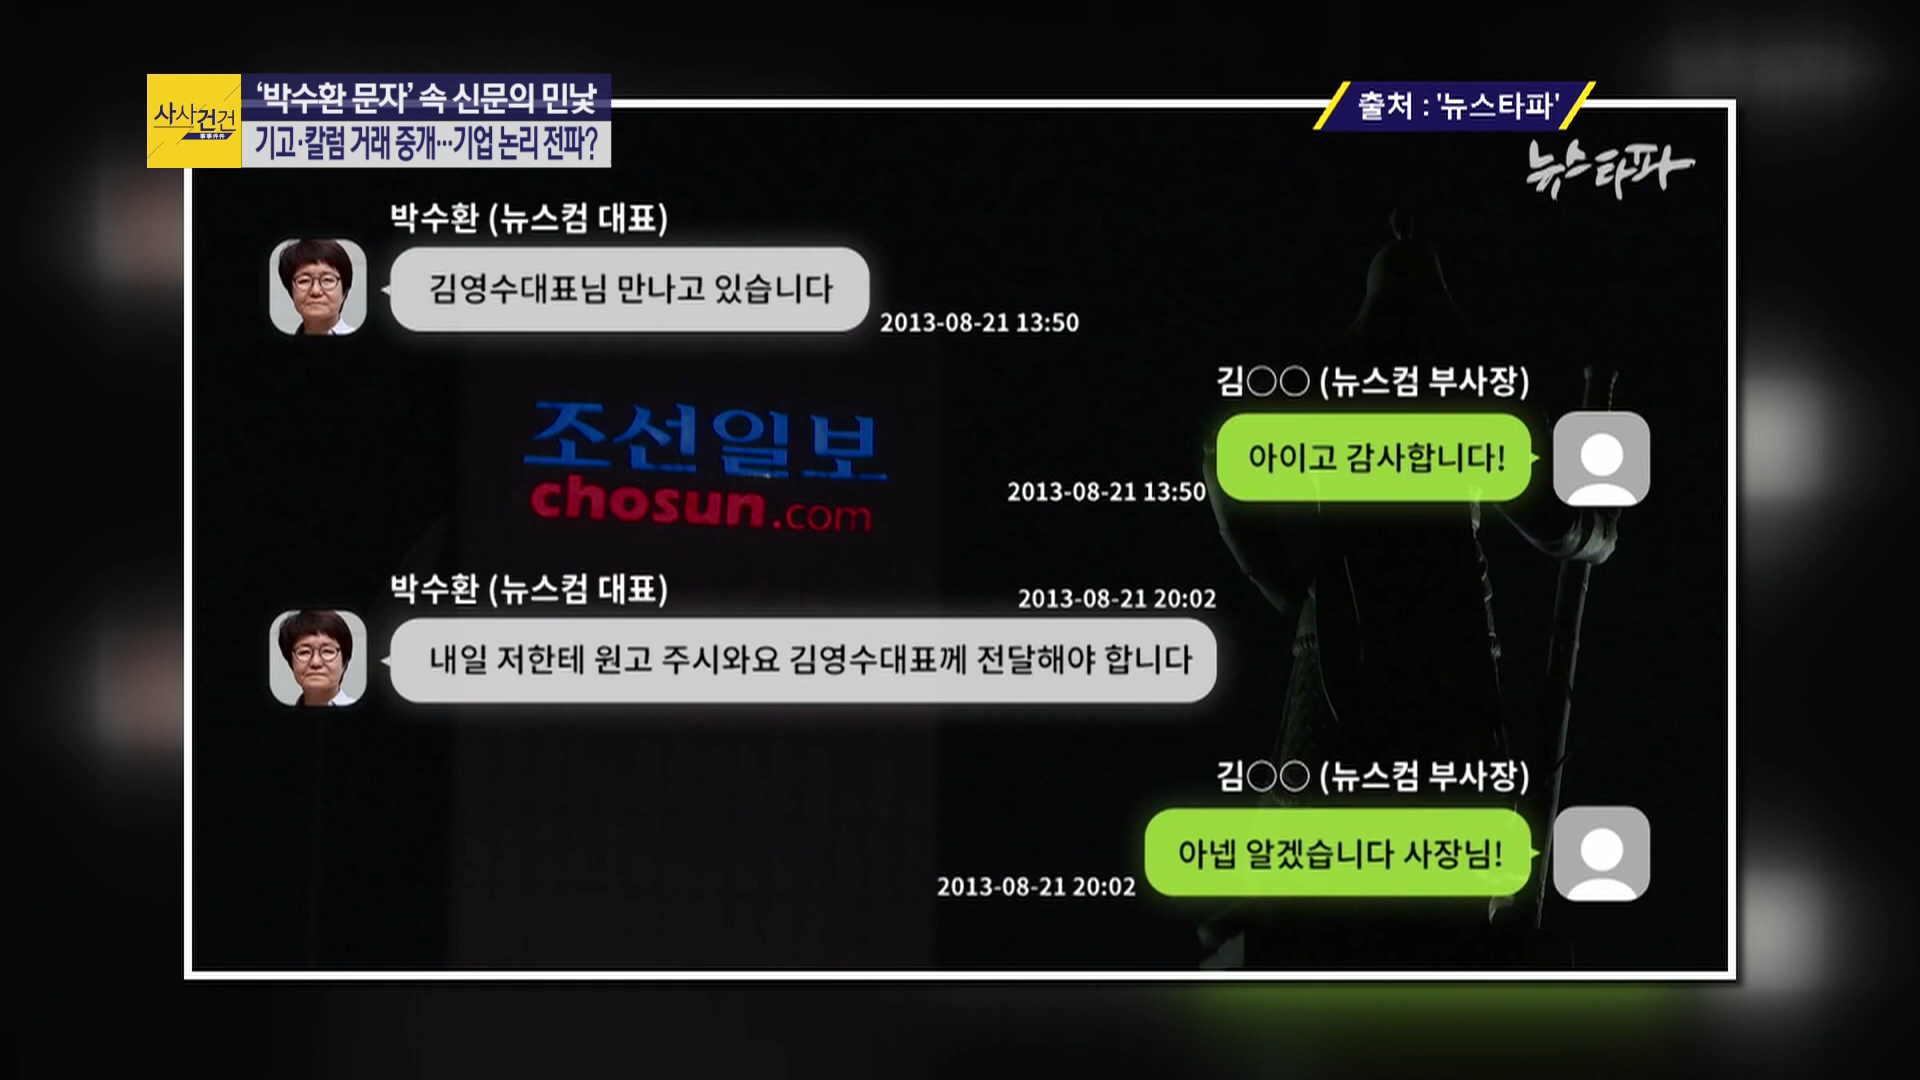 사사건건
事事件件
‘박수환 문자’ 속 신문의 민낯
기고·칼럼 거래 중개…기업 논리 전파?
출처 : '뉴스타파'
뉴스타파
박수환 (뉴스컴 대표)
김영수대표님 만나고 있습니다
2013-08-21 13:50
김○○ (뉴스컴 부사장)
아이고 감사합니다!
2013-08-21 13:50
조선일보
chosun.com
박수환 (뉴스컴 대표)
2013-08-21 20:02
내일 저한테 원고 주시와요 김영수대표께 전달해야 합니다
김○○ (뉴스컴 부사장)
아넵 알겠습니다 사장님!
2013-08-21 20:02